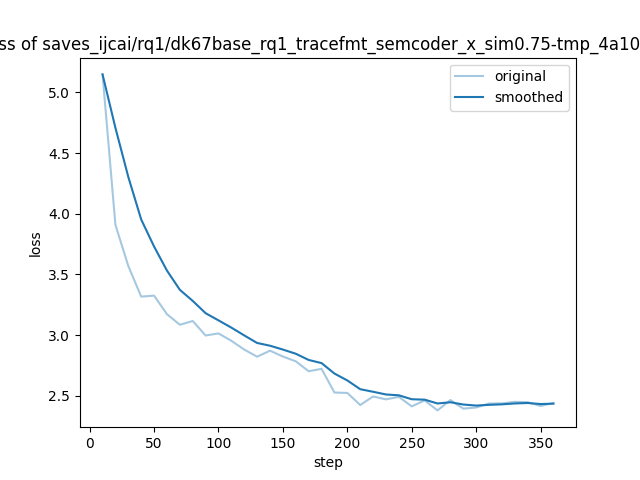 ss of saves_ijcai/rq1/dk67base_rq1_tracefmt_semcoder_x_sim0.75-tmp_4a10
original
smoothed
5.0
4.5
4.0
3.5
3.0
2.5
loss
0 50 100 150 200 250 300 350
step